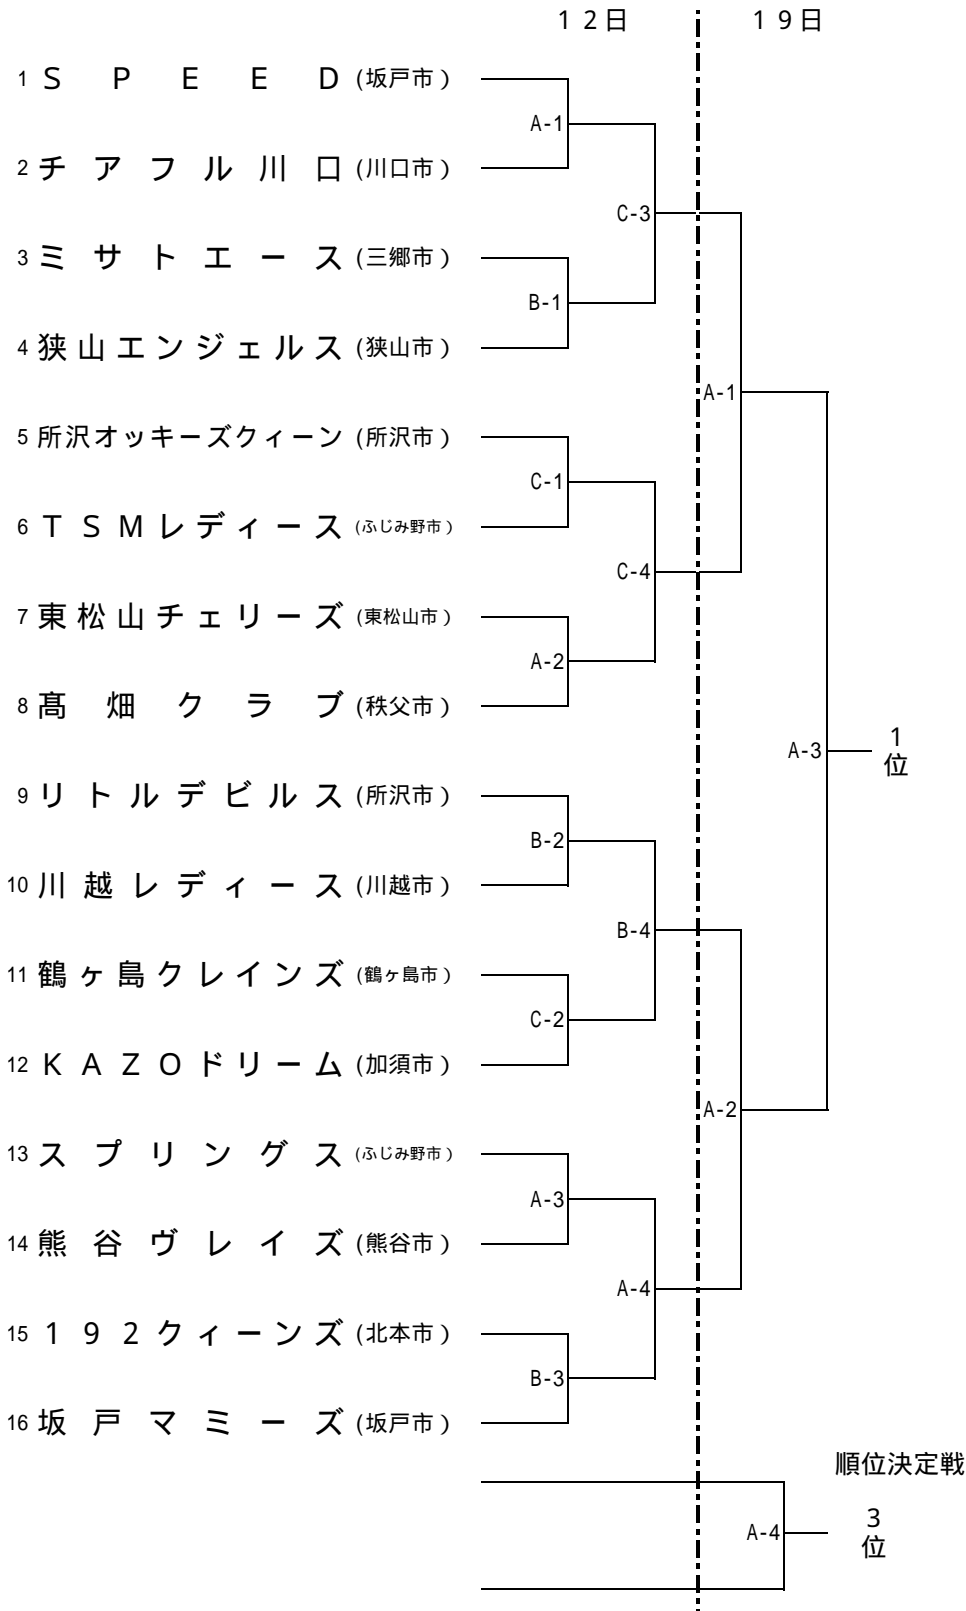 12日 19日
1 SPEED (坂戸市)
A-1
2 チアフル川口 (川口市)
C-3
3 ミサトエース (三郷市)
B-1
4 狭山エンジェルス (狭山市)
A-1
5 所沢オッキーズクィーン (所沢市)
C-1
6 TSMレディース (ふじみ野市)
C-4
7 東松山チェリーズ (東松山市)
A-2
8 髙畑クラブ (秩父市)
A-3 1位
9 リトルデビルス (所沢市)
B-2
10 川越レディース (川越市)
B-4
11 鶴ヶ島クレインズ (鶴ヶ島市)
C-2
12 KAZOドリーム (加須市)
A-2
13 スプリングス (ふじみ野市)
A-3
14 熊谷ヴレイズ (熊谷市)
A-4
15 192クィーンズ (北本市)
B-3
16 坂戸マミーズ (坂戸市)
順位決定戦
A-4 3位